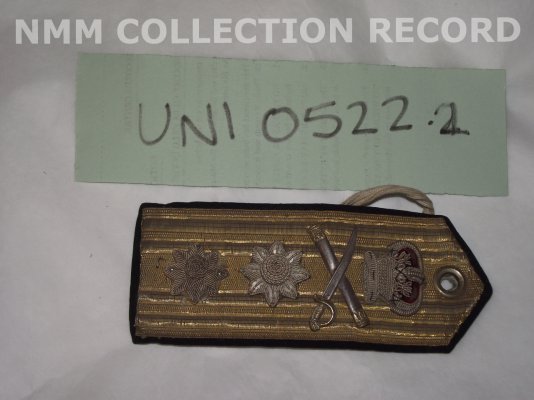 NMM COLLECTION RECORD
UNI 0522.2